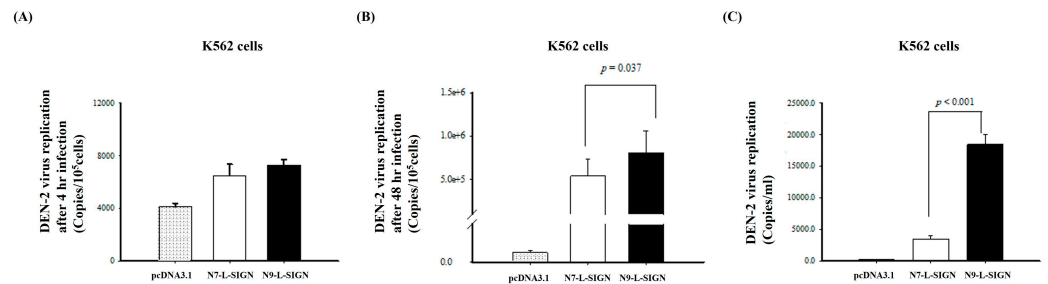 (A)
K562 cells
DEN-2 virus replication
after 4 hr infection
(Copies/10⁵cells)
12000
8000
4000
0
pcDNA3.1 N7-L-SIGN N9-L-SIGN
(B)
K562 cells
p = 0.037
DEN-2 virus replication
after 48 hr infection
(Copies/10⁵cells)
1.5e+6
1.0e+6
5.0e+5
0.0
pcDNA3.1 N7-L-SIGN N9-L-SIGN
(C)
K562 cells
p < 0.001
DEN-2 virus replication
(Copies/ml)
25000.0
20000.0
15000.0
10000.0
5000.0
0.0
pcDNA3.1 N7-L-SIGN N9-L-SIGN